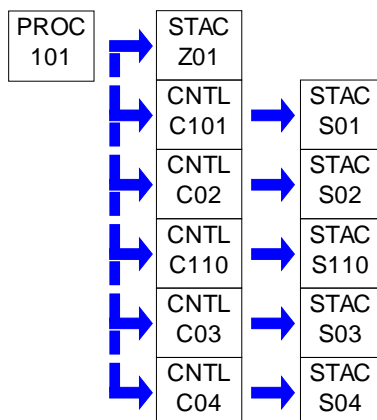 PROC
101
STAC
Z01
CNTL
C101
STAC
S01
CNTL
C02
STAC
S02
CNTL
C110
STAC
S110
CNTL
C03
STAC
S03
CNTL
C04
STAC
S04